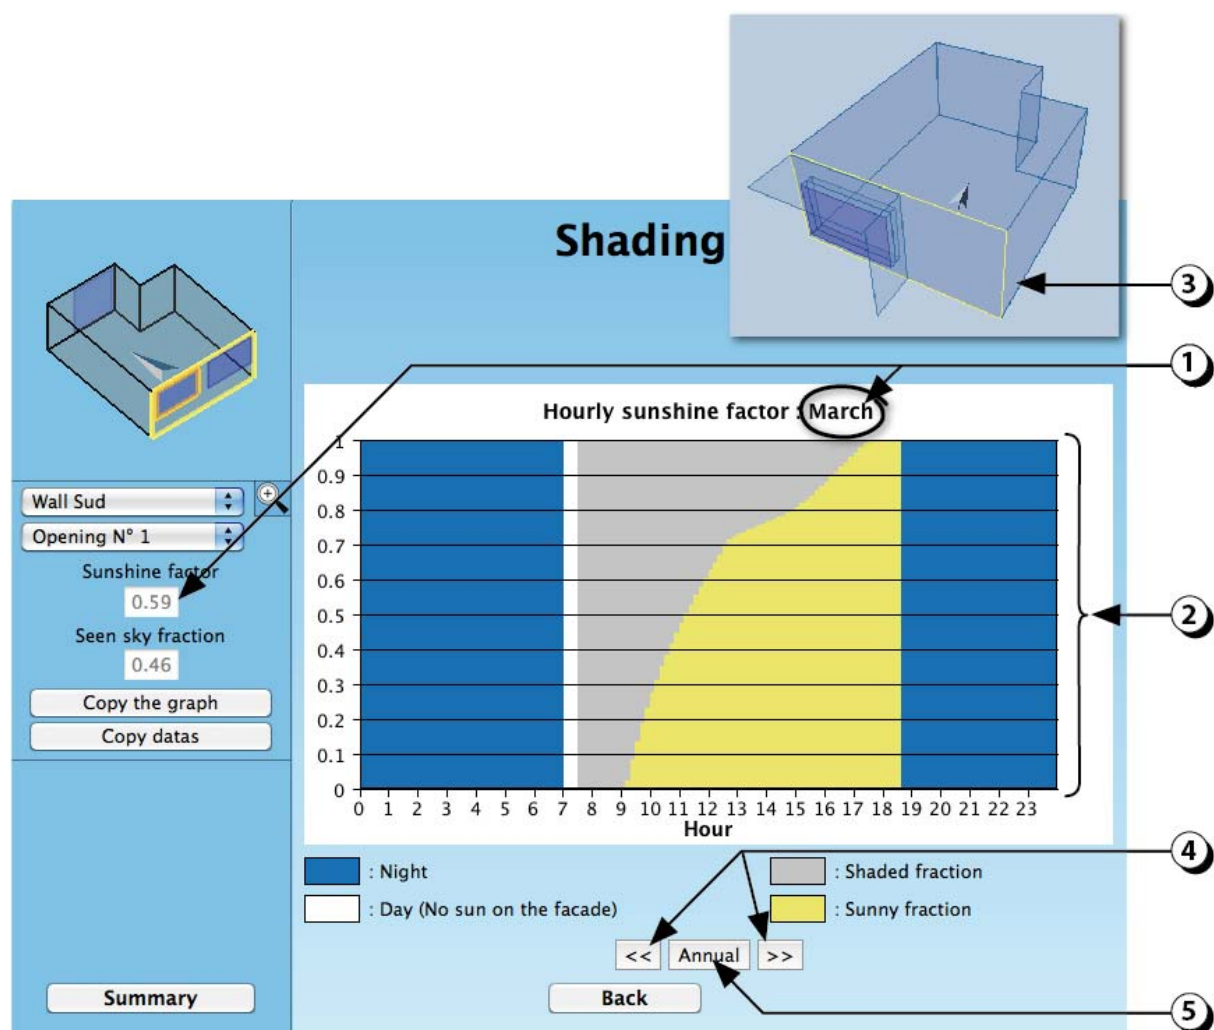 Shading
3
1
Hourly sunshine factor : March
1
0.9
0.8
0.7
0.6
0.5
0.4
0.3
0.2
0.1
0
0 1 2 3 4 5 6 7 8 9 10 11 12 13 14 15 16 17 18 19 20 21 22 23
Hour
2
Wall Sud
Opening N° 1
Sunshine factor
0.59
Seen sky fraction
0.46
Copy the graph
Copy datas
4
: Night
: Shaded fraction
: Day (No sun on the facade)
: Sunny fraction
<< Annual >>
Summary
Back
5